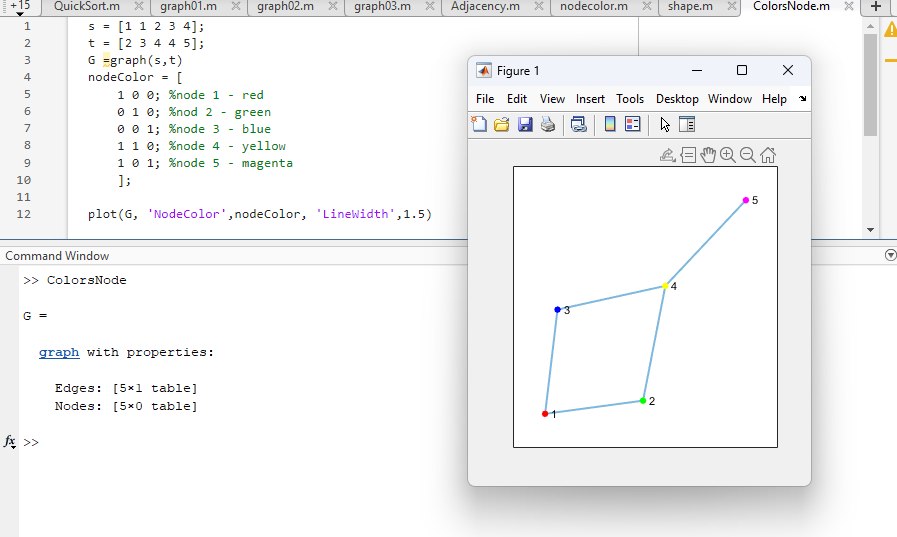 +15 QuickSort.m graph01.m graph02.m graph03.m Adjacency.m nodecolor.m shape.m ColorsNode.m
1 s = [1 1 2 3 4];
2 t = [2 3 4 4 5];
3 G =graph(s,t)
4 nodeColor = [
5 1 0 0; %node 1 - red
6 0 1 0; %nod 2 - green
7 0 0 1; %node 3 - blue
8 1 1 0; %node 4 - yellow
9 1 0 1; %node 5 - magenta
10 ];
11
12 plot(G, 'NodeColor',nodeColor, 'LineWidth',1.5)
Figure 1
File Edit View Insert Tools Desktop Window Help
5
4
3
2
1
Command Window
>> ColorsNode
G =
graph with properties:
Edges: [5×1 table]
Nodes: [5×0 table]
fx >>